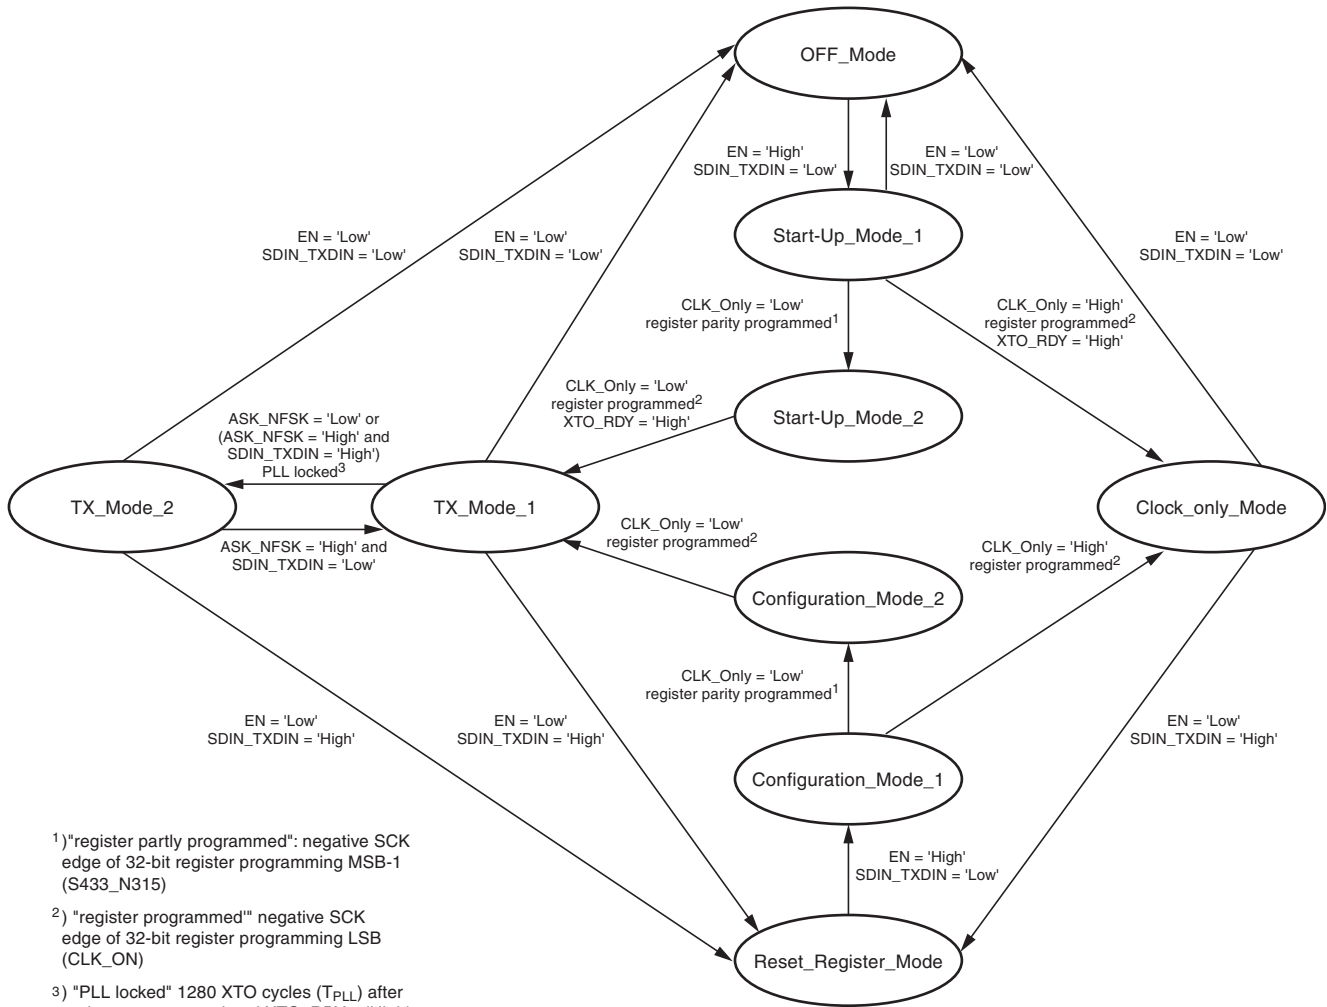 OFF_Mode
EN = 'High'
SDIN_TXDIN = 'Low'
EN = 'Low'
SDIN_TXDIN = 'Low'
Start-Up_Mode_1
EN = 'Low'
SDIN_TXDIN = 'Low'
EN = 'Low'
SDIN_TXDIN = 'Low'
EN = 'Low'
SDIN_TXDIN = 'Low'
CLK_Only = 'Low'
register parity programmed1
CLK_Only = 'High'
register programmed2
XTO_RDY = 'High'
CLK_Only = 'Low'
register programmed2
XTO_RDY = 'High'
Start-Up_Mode_2
ASK_NFSK = 'Low' or
(ASK_NFSK = 'High' and
SDIN_TXDIN = 'High')
PLL locked3
TX_Mode_2
TX_Mode_1
Clock_only_Mode
ASK_NFSK = 'High' and
SDIN_TXDIN = 'Low'
CLK_Only = 'Low'
register programmed2
CLK_Only = 'High'
register programmed2
Configuration_Mode_2
CLK_Only = 'Low'
register parity programmed1
EN = 'Low'
SDIN_TXDIN = 'High'
EN = 'Low'
SDIN_TXDIN = 'High'
EN = 'Low'
SDIN_TXDIN = 'High'
Configuration_Mode_1
EN = 'High'
SDIN_TXDIN = 'Low'
Reset_Register_Mode
1)"register partly programmed": negative SCK
edge of 32-bit register programming MSB-1
(S433_N315)
2) "register programmed'" negative SCK
edge of 32-bit register programming LSB
(CLK_ON)
3) "PLL locked" 1280 XTO cycles (TPLL) after